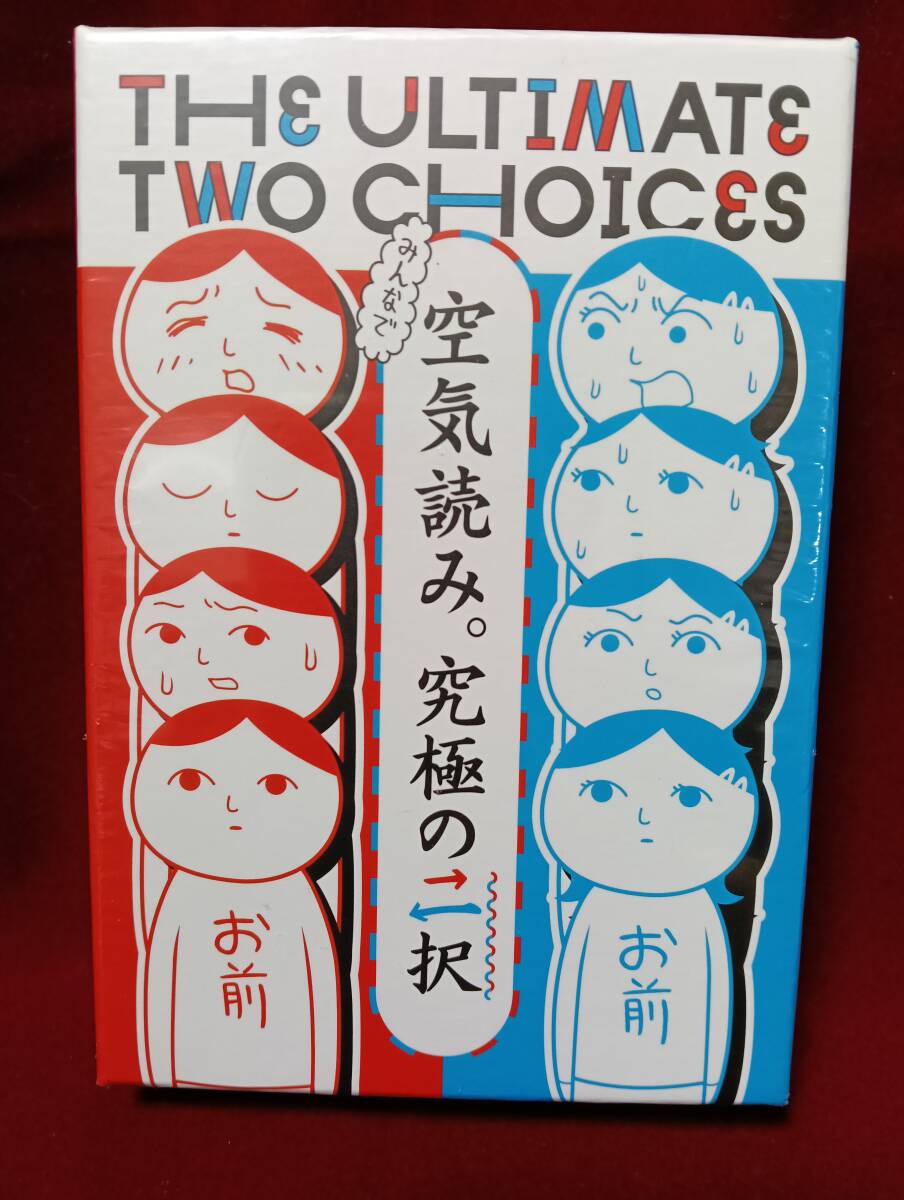 THE ULTIMATE
TWO CHOICES
みんなで
空気読み。究極の二択
お前
お前